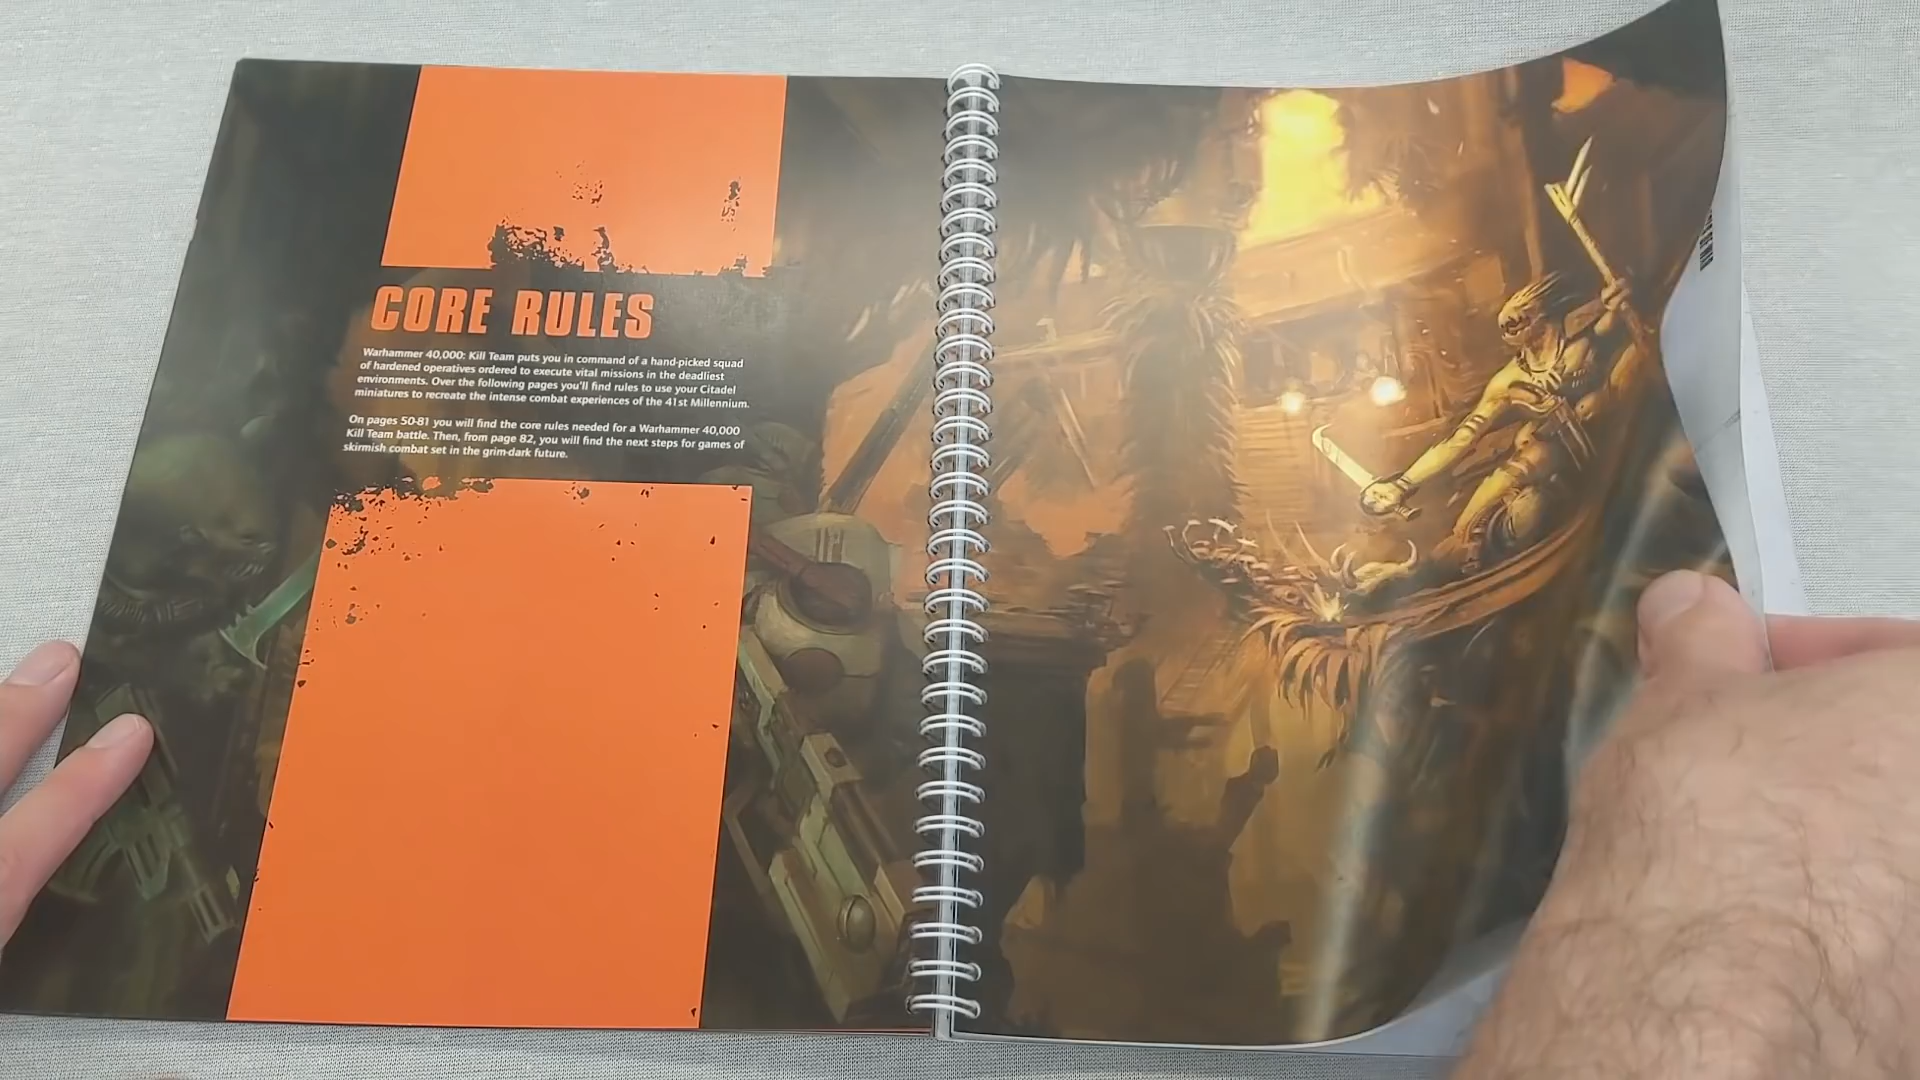 CORE RULES
Warhammer 40,000: Kill Team puts you in command of a hand-picked squad
of hardened operatives ordered to execute vital missions in the deadliest
environments. Over the following pages you'll find rules to use your Citadel
miniatures to recreate the intense combat experiences of the 41st Millennium.
On pages 50-81 you will find the core rules needed for a Warhammer 40,000
Kill Team battle. Then, from page 82, you will find the next steps for games of
skirmish combat set in the grim-dark future.